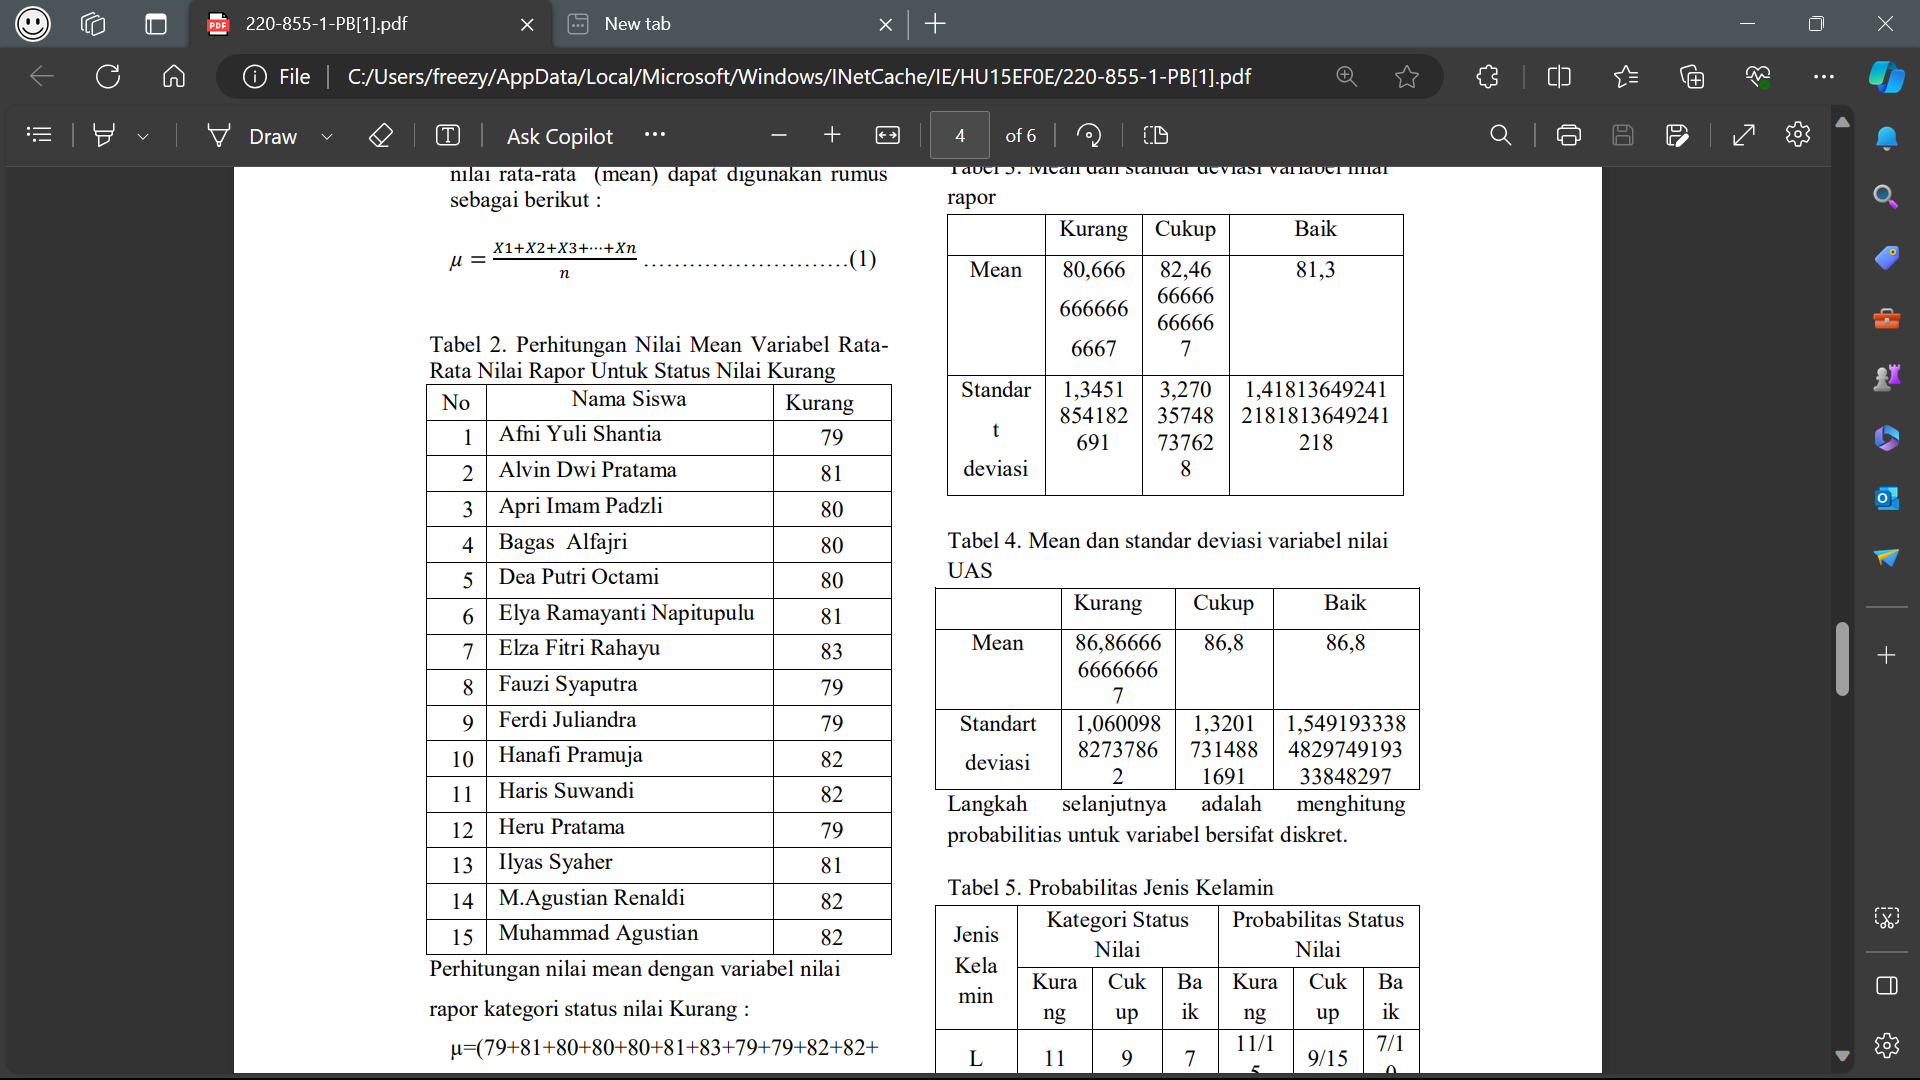 220-855-1-PB[1].pdf
New tab
File
C:/Users/freezy/AppData/Local/Microsoft/Windows/INetCache/IE/HU15EF0E/220-855-1-PB[1].pdf
Draw
Ask Copilot
4
of 6
nilai rata-rata (mean) dapat digunakan rumus
sebagai berikut :
μ = X1+X2+X3+⋯+Xn / n ...........................(1)
Tabel 2. Perhitungan Nilai Mean Variabel Rata-
Rata Nilai Rapor Untuk Status Nilai Kurang
No Nama Siswa Kurang
1 Afni Yuli Shantia 79
2 Alvin Dwi Pratama 81
3 Apri Imam Padzli 80
4 Bagas Alfajri 80
5 Dea Putri Octami 80
6 Elya Ramayanti Napitupulu 81
7 Elza Fitri Rahayu 83
8 Fauzi Syaputra 79
9 Ferdi Juliandra 79
10 Hanafi Pramuja 82
11 Haris Suwandi 82
12 Heru Pratama 79
13 Ilyas Syaher 81
14 M.Agustian Renaldi 82
15 Muhammad Agustian 82
Perhitungan nilai mean dengan variabel nilai
rapor kategori status nilai Kurang :
μ=(79+81+80+80+80+81+83+79+79+82+82+
Tabel 3. Mean dan standar deviasi variabel nilai
rapor
Kurang Cukup Baik
Mean 80,666 82,46 81,3
66666
666666
66666
6667 7
Standar 1,3451 3,270 1,41813649241
854182 35748 2181813649241
t
691 73762 218
deviasi 8
Tabel 4. Mean dan standar deviasi variabel nilai
UAS
Kurang Cukup Baik
Mean 86,86666 86,8 86,8
6666666
7
Standart 1,060098 1,3201 1,549193338
8273786 731488 4829749193
deviasi
2 1691 33848297
Langkah selanjutnya adalah menghitung
probabilitias untuk variabel bersifat diskret.
Tabel 5. Probabilitas Jenis Kelamin
Jenis Kategori Status Probabilitas Status
Kela Nilai Nilai
min Kura Cuk Ba Kura Cuk Ba
ng up ik ng up ik
L 11 9 7 11/1 9/15 7/1